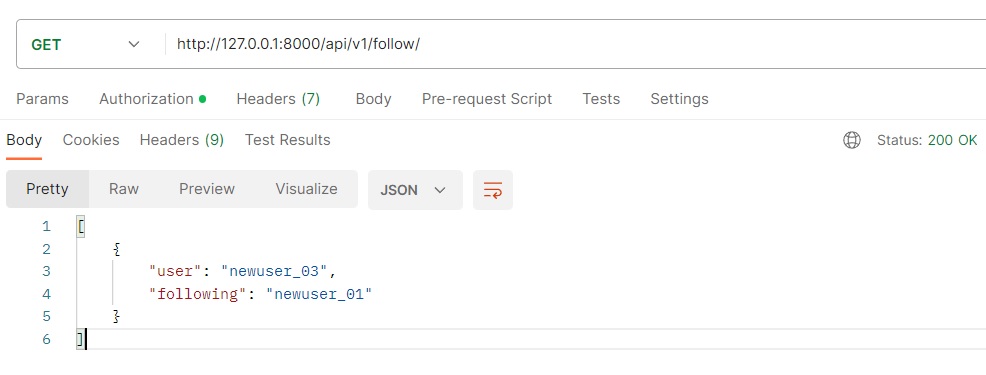 GET http://127.0.0.1:8000/api/v1/follow/
Params Authorization Headers (7) Body Pre-request Script Tests Settings
Body Cookies Headers (9) Test Results Status: 200 OK
Pretty Raw Preview Visualize JSON
1 [
2 {
3 "user": "newuser_03",
4 "following": "newuser_01"
5 }
6 ]